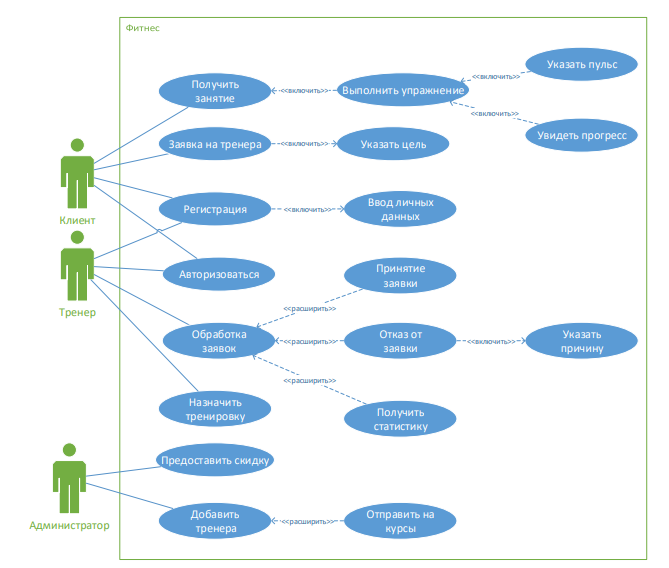 Фитнес
Указать пульс
<<включить>>
Получить
занятие
<<включить>>
Выполнить упражнение
<<включить>>
Увидеть прогресс
Заявка на тренера
<<включить>>
Указать цель
Клиент
Регистрация
<<включить>>
Ввод личных
данных
Тренер
Авторизоваться
Принятие
заявки
<<расширить>>
Обработка
заявок
<<расширить>>
Отказ от
заявки
<<включить>>
Указать
причину
<<расширить>>
Назначить
тренировку
Получить
статистику
Предоставить скидку
Администратор
Добавить
тренера
<<расширить>>
Отправить на
курсы